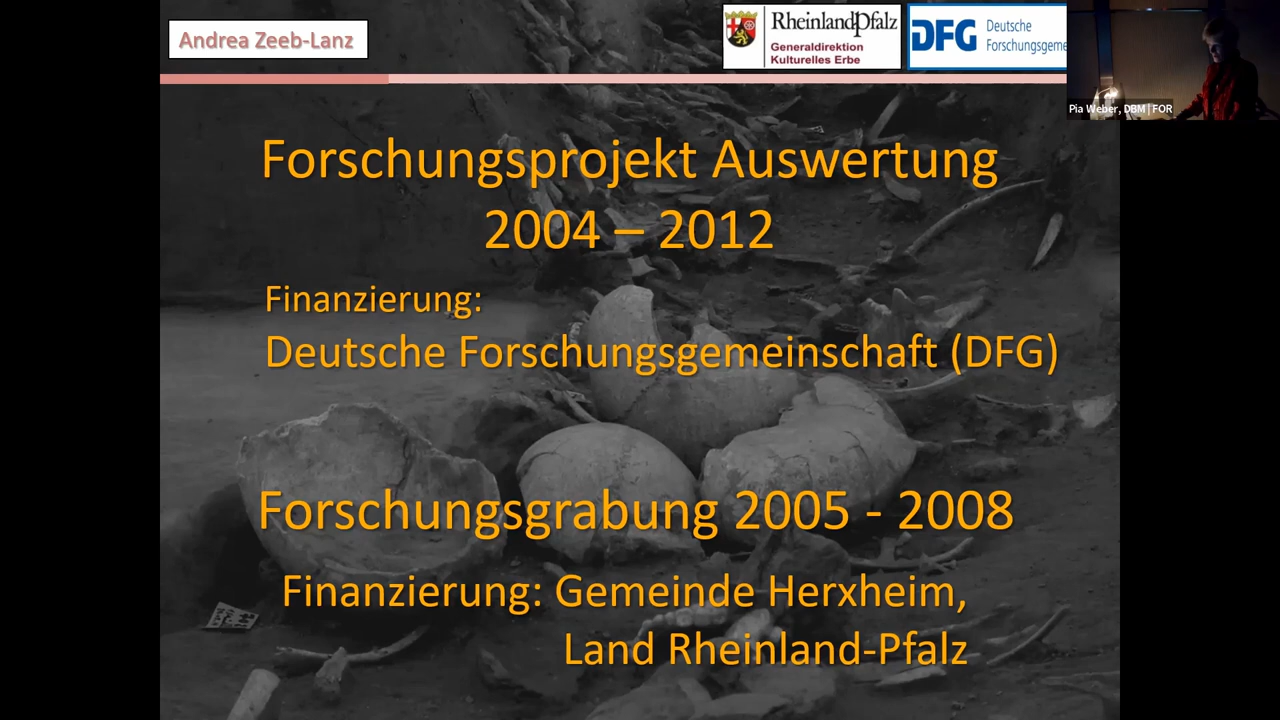 Andrea Zeeb-Lanz
RheinlandPfalz
Generaldirektion
Kulturelles Erbe
DFG
Deutsche
Forschungsgeme
Pia Weber, DBM | FOR
Forschungsprojekt Auswertung
2004 – 2012
Finanzierung:
Deutsche Forschungsgemeinschaft (DFG)
Forschungsgrabung 2005 - 2008
Finanzierung: Gemeinde Herxheim,
Land Rheinland-Pfalz